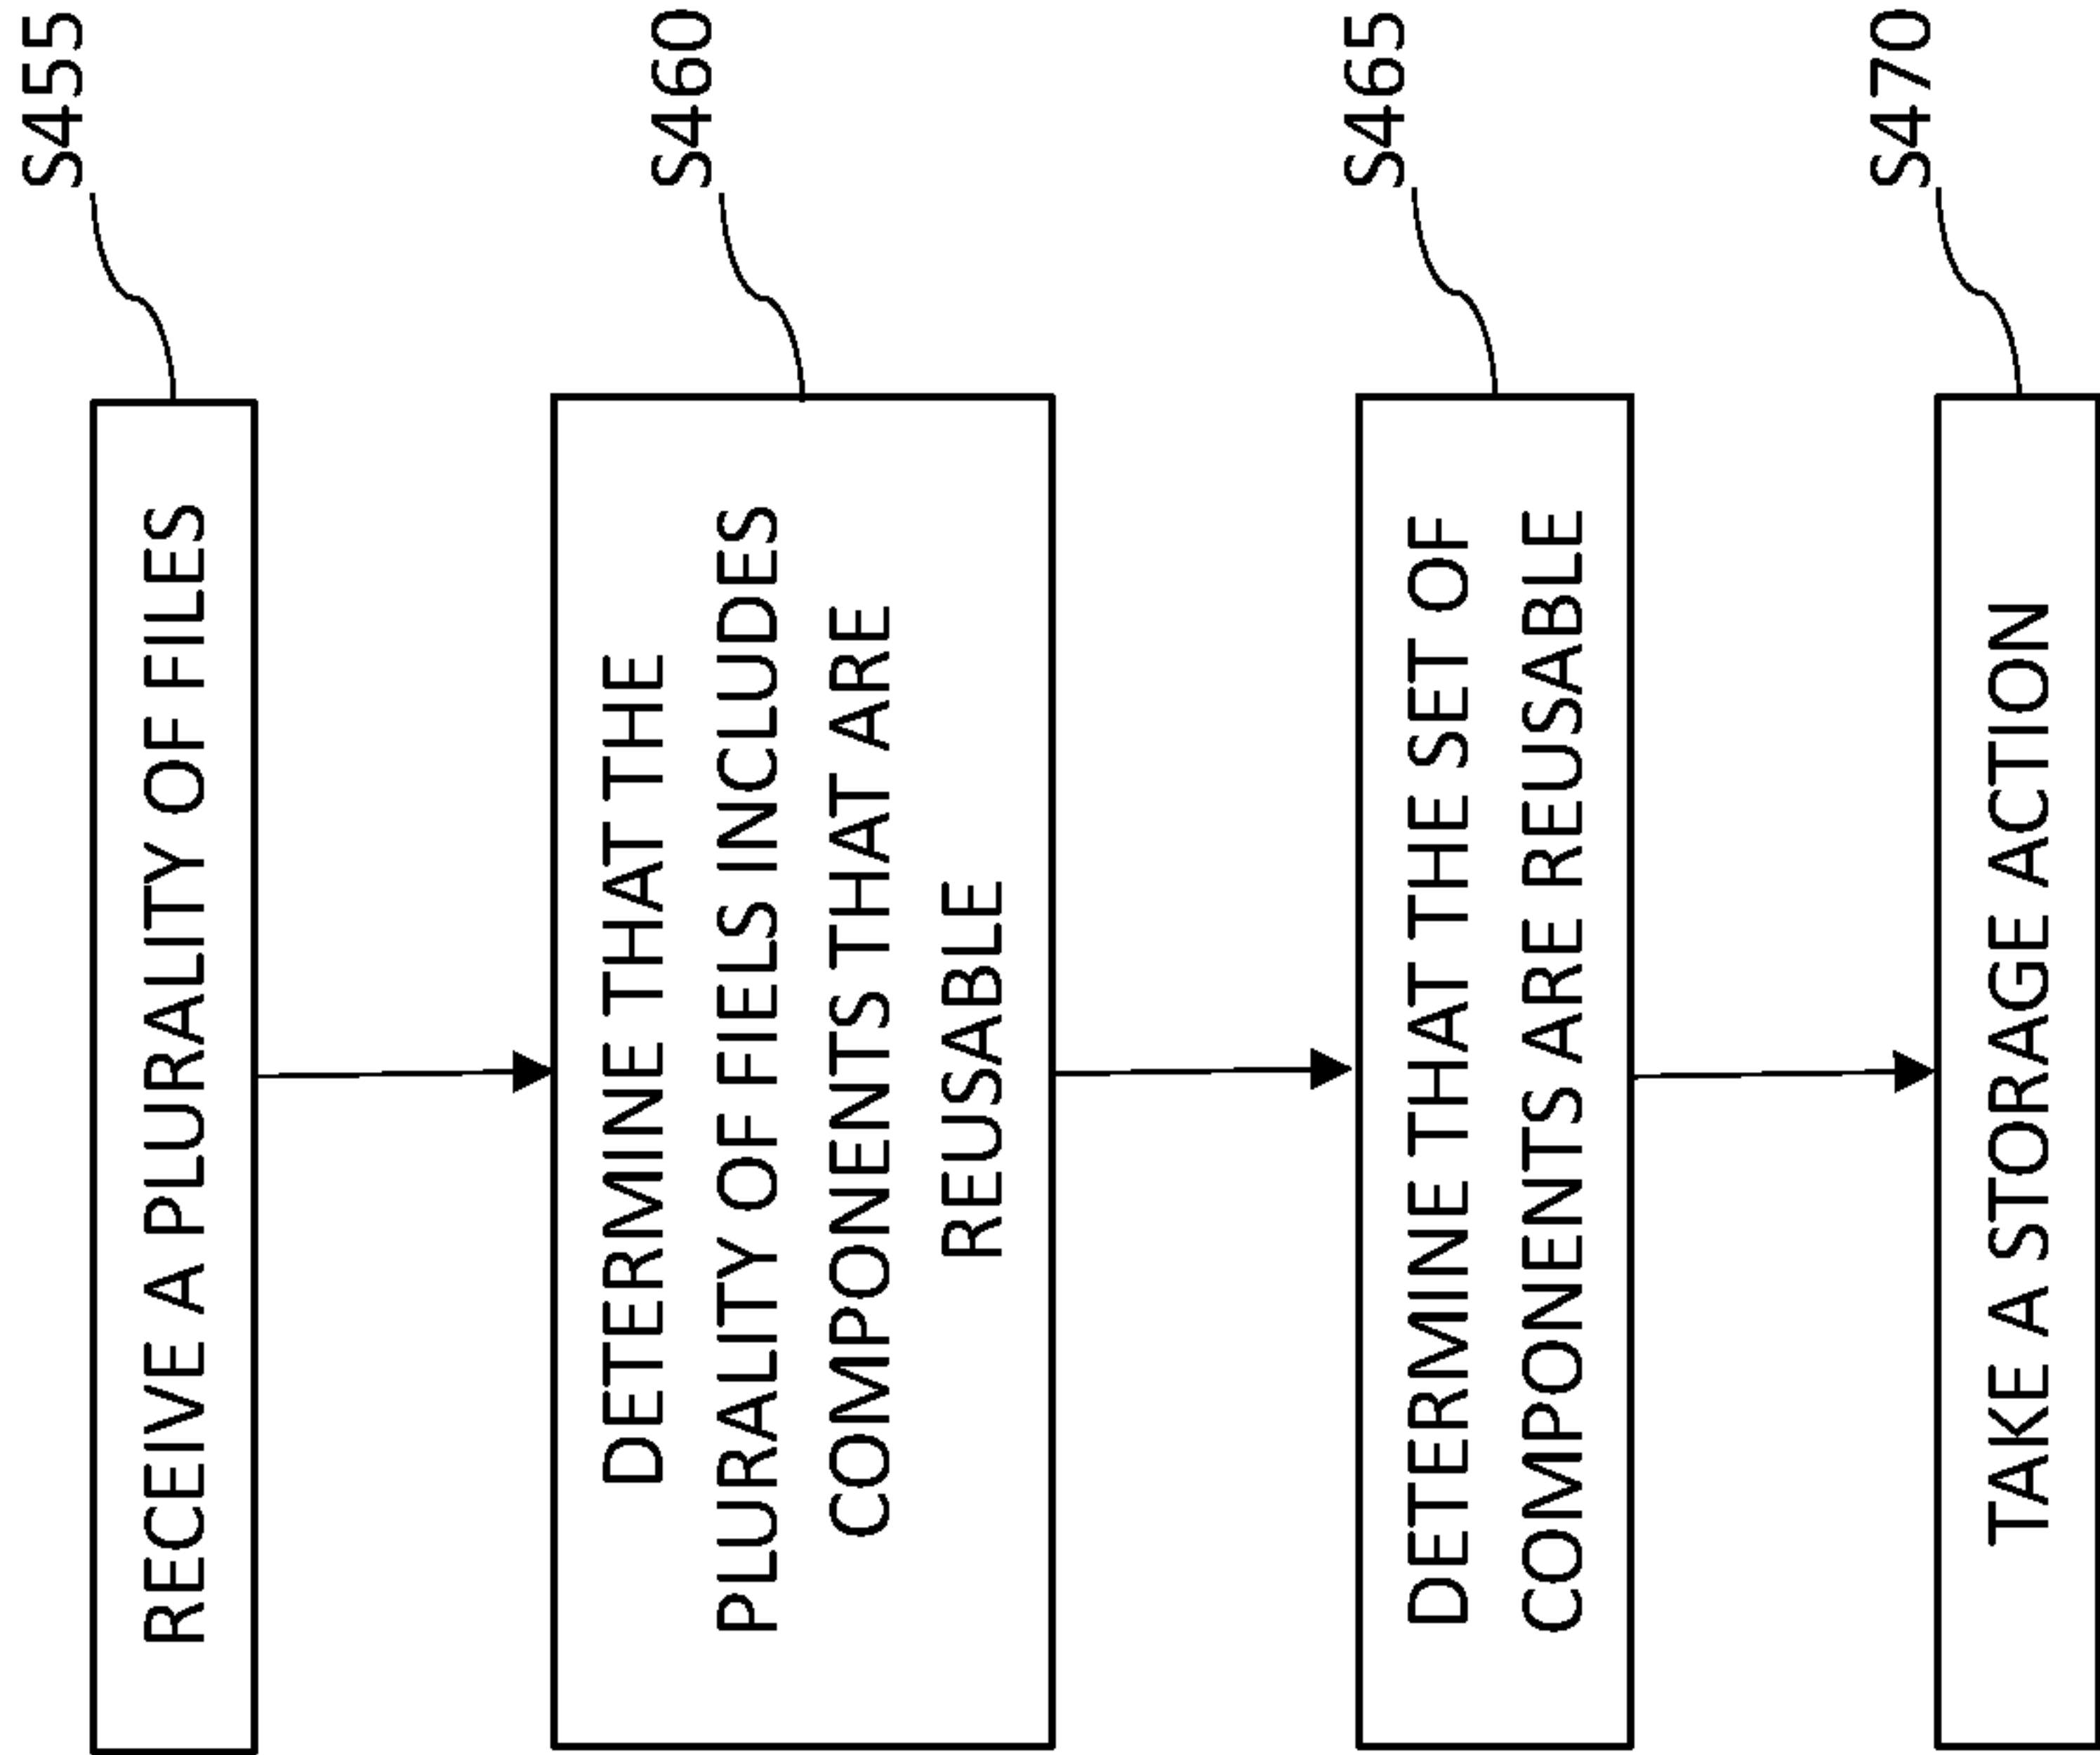 S455
RECEIVE A PLURALITY OF FILES
S460
DETERMINE THAT THE
PLURALITY OF FIELS INCLUDES
COMPONENTS THAT ARE
REUSABLE
S465
DETERMINE THAT THE SET OF
COMPONENTS ARE REUSABLE
S470
TAKE A STORAGE ACTION